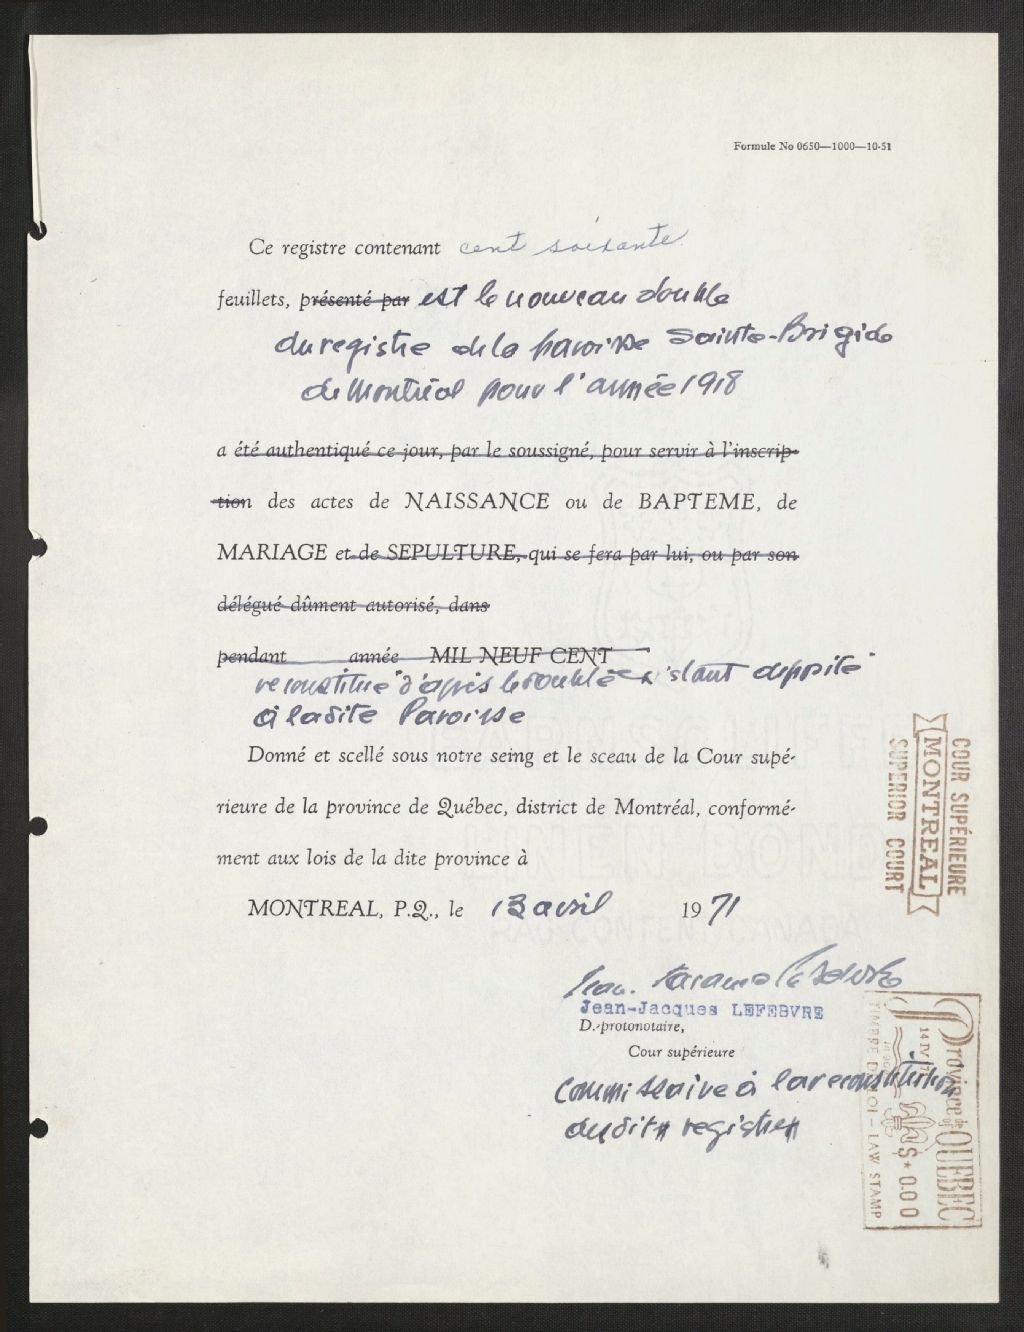 Formule No 0650—1000—10-51
Ce registre contenant cent soixante
feuillets, présenté par est le nouveau double
du registre de la paroisse Sainte-Brigide
de Montréal pour l'année 1918
a été authentiqué ce jour, par le soussigné, pour servir à l'inscrip-
tion des actes de NAISSANCE ou de BAPTEME, de
MARIAGE et de SEPULTURE, qui se fera par lui, ou par son
délégué dûment autorisé, dans
pendant année MIL NEUF CENT
reconstitué d'après le double
à ladite Paroisse
Donné et scellé sous notre seing et le sceau de la Cour supé-
rieure de la province de Québec, district de Montréal, conformé-
ment aux lois de la dite province à
MONTREAL, P.Q., le 13 avril 1971
Jean-Jacques LEFEBVRE
D.-protonotaire,
Cour supérieure
Commissaire à la reconstitution
dudit registre
COUR SUPÉRIEURE
MONTREAL
SUPERIOR COURT
Province de QUEBEC
of
14 IV 71
$*0.00
TIMBRE DE LOI - LAW STAMP